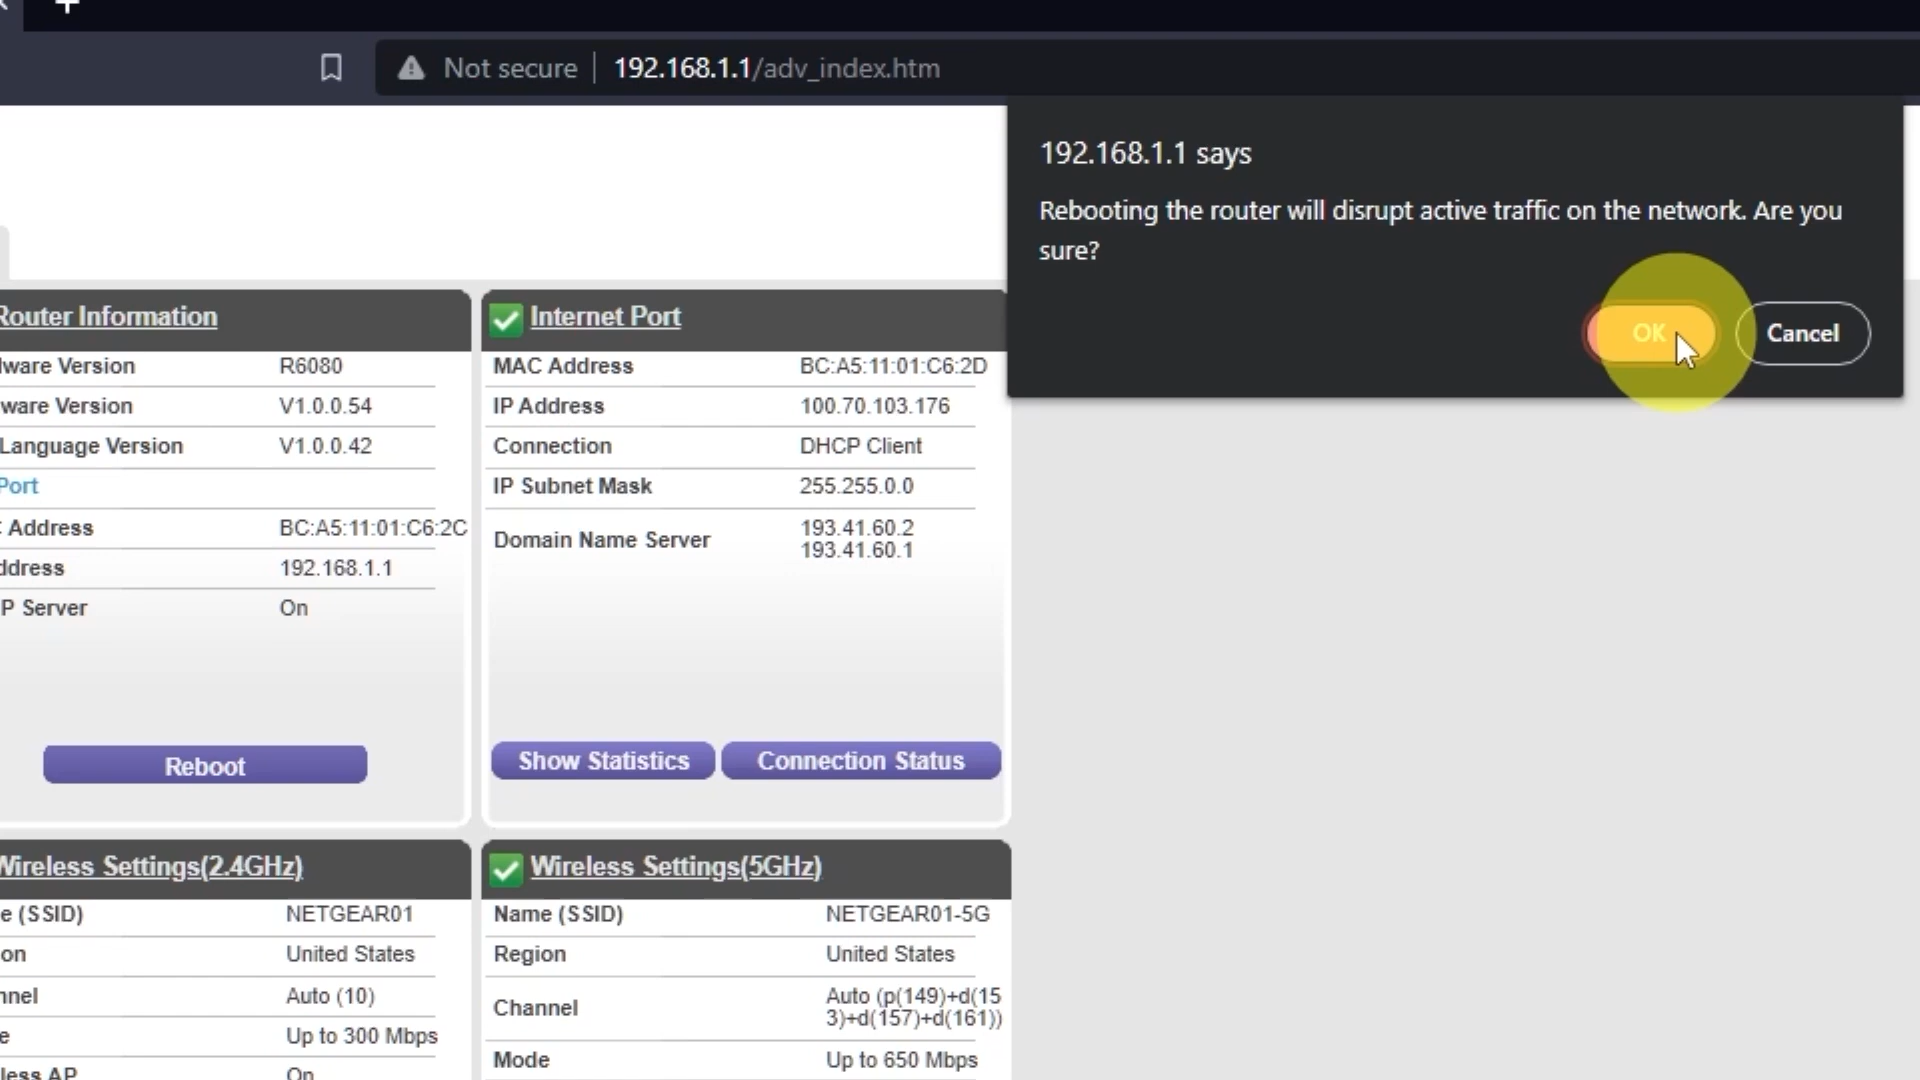 Not secure
192.168.1.1/adv_index.htm
192.168.1.1 says
Rebooting the router will disrupt active traffic on the network. Are you
sure?
OK
Cancel
Router Information
ware Version R6080
ware Version V1.0.0.54
Language Version V1.0.0.42
Port
Address BC:A5:11:01:C6:2C
ddress 192.168.1.1
P Server On
Reboot
Internet Port
MAC Address BC:A5:11:01:C6:2D
IP Address 100.70.103.176
Connection DHCP Client
IP Subnet Mask 255.255.0.0
Domain Name Server 193.41.60.2
193.41.60.1
Show Statistics
Connection Status
Wireless Settings(2.4GHz)
e (SSID) NETGEAR01
on United States
nnel Auto (10)
e Up to 300 Mbps
less AP On
Wireless Settings(5GHz)
Name (SSID) NETGEAR01-5G
Region United States
Channel Auto (p(149)+d(15
3)+d(157)+d(161))
Mode Up to 650 Mbps